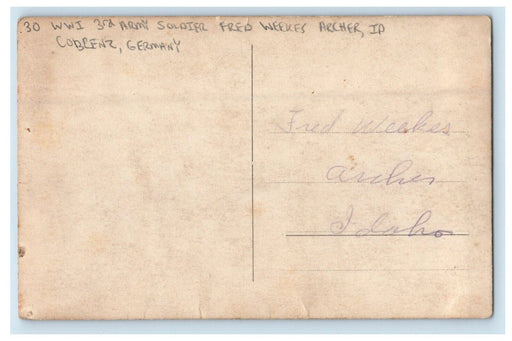 30 WWI 3rd ARMY SOLDIER FRED WEEKES ARCHER, ID
COBLENZ, GERMANY
Fred Weekes
Archer
Idaho